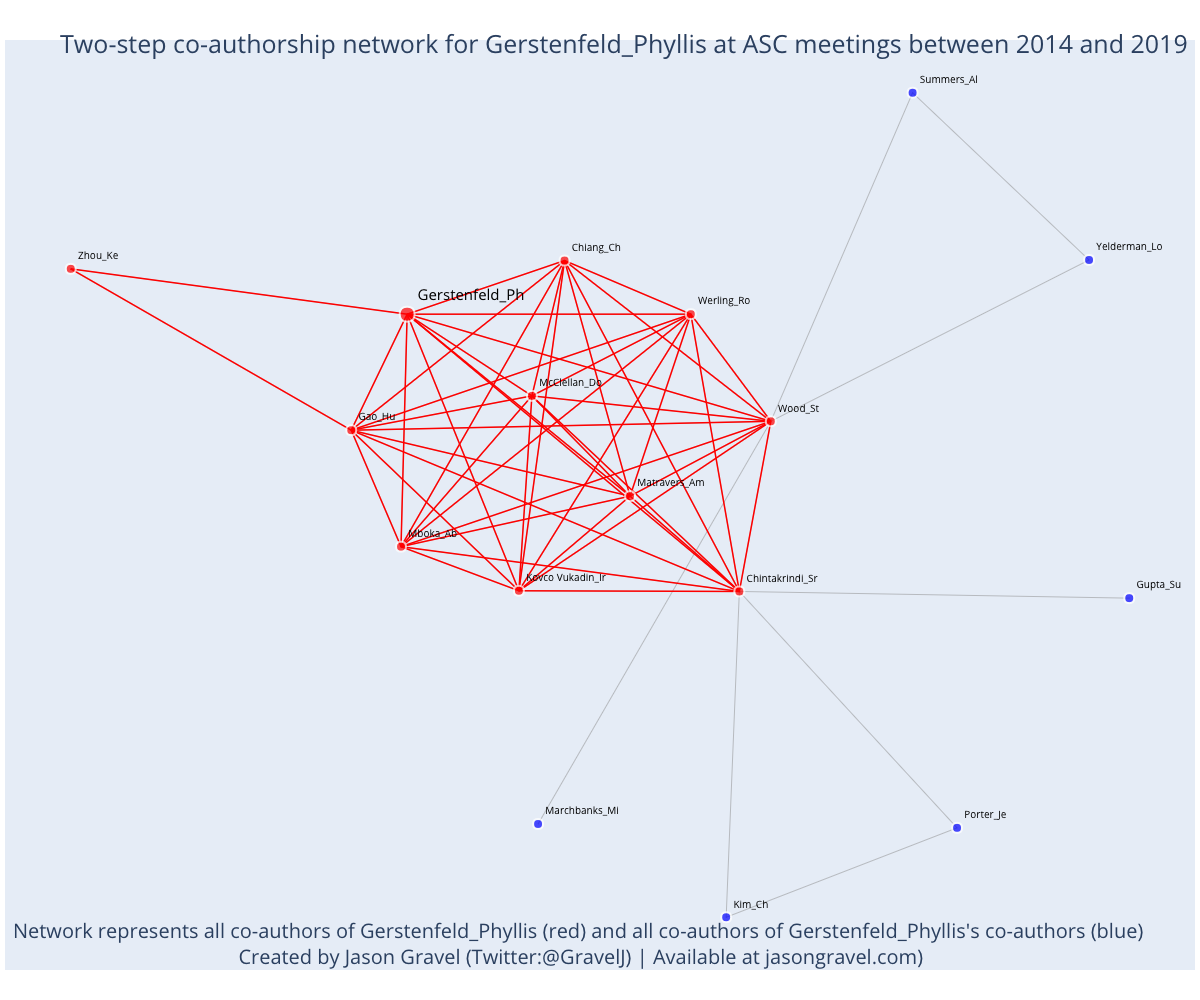 Two-step co-authorship network for Gerstenfeld_Phyllis at ASC meetings between 2014 and 2019
Summers_Al
Yelderman_Lo
Zhou_Ke
Chiang_Ch
Gerstenfeld_Ph
Werling_Ro
McClellan_Do
Wood_St
Gao_Hu
Matravers_Am
Mboka_Ab
Kovco Vukadin_Ir
Chintakrindi_Sr
Gupta_Su
Marchbanks_Mi
Porter_Je
Kim_Ch
Network represents all co-authors of Gerstenfeld_Phyllis (red) and all co-authors of Gerstenfeld_Phyllis's co-authors (blue)
Created by Jason Gravel (Twitter:@GravelJ) | Available at jasongravel.com)